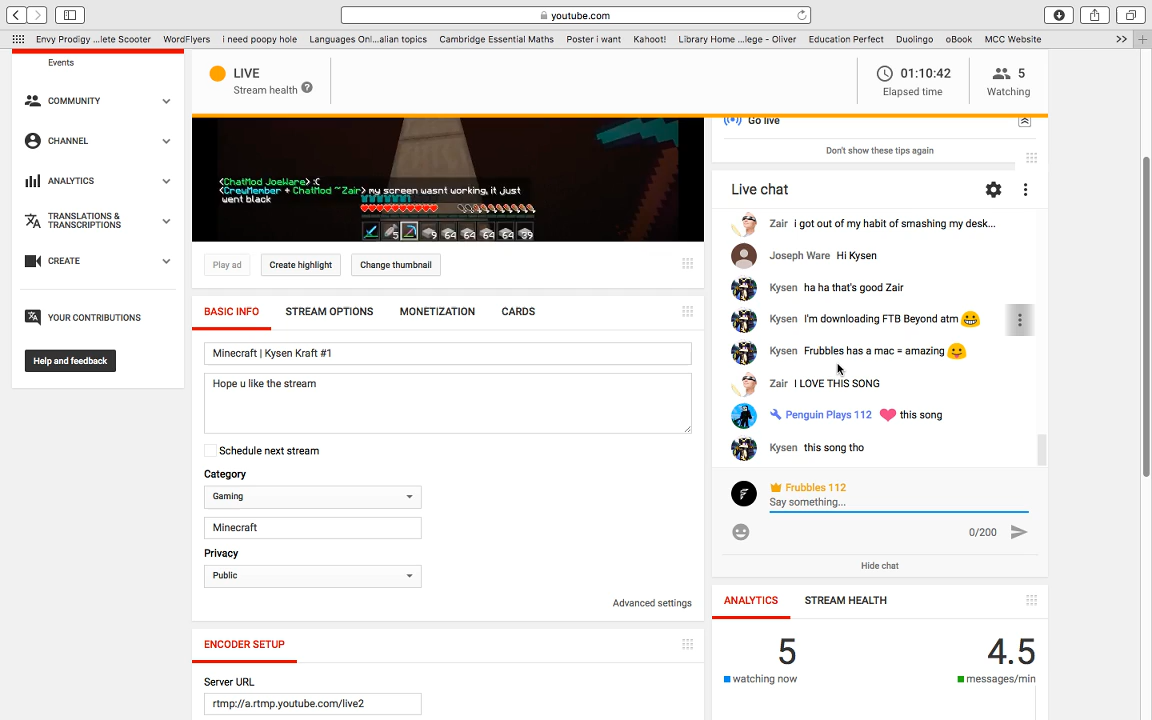 youtube.com
Envy Prodigy ...lete Scooter
WordFlyers
i need poopy hole
Languages Onl...alian topics
Cambridge Essential Maths
Poster i want
Kahoot!
Library Home ...lege - Oliver
Education Perfect
Duolingo
oBook
MCC Website
>>
+
Events
COMMUNITY
CHANNEL
ANALYTICS
TRANSLATIONS &
TRANSCRIPTIONS
CREATE
YOUR CONTRIBUTIONS
Help and feedback
LIVE
Stream health ?
01:10:42
Elapsed time
5
Watching
<ChatMod JoeWare> :C
<CrewMember + ChatMod ~Zair> my screen wasnt working, it just
went black
5
9
64
64
64
64
39
Play ad
Create highlight
Change thumbnail
BASIC INFO
STREAM OPTIONS
MONETIZATION
CARDS
Minecraft | Kysen Kraft #1
Hope u like the stream
Schedule next stream
Category
Gaming
Minecraft
Privacy
Public
Advanced settings
ENCODER SETUP
Server URL
rtmp://a.rtmp.youtube.com/live2
Go live
Don't show these tips again
Live chat
Zair i got out of my habit of smashing my desk...
Joseph Ware Hi Kysen
Kysen ha ha that's good Zair
Kysen I'm downloading FTB Beyond atm 😀
Kysen Frubbles has a mac = amazing 😛
Zair I LOVE THIS SONG
Penguin Plays 112 ❤ this song
Kysen this song tho
Frubbles 112
Say something...
0/200
Hide chat
ANALYTICS
STREAM HEALTH
5
watching now
4.5
messages/min